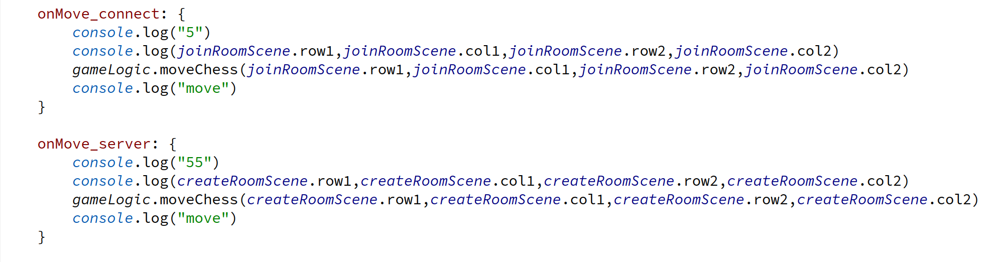 onMove_connect: {
console.log("5")
console.log(joinRoomScene.row1,joinRoomScene.col1,joinRoomScene.row2,joinRoomScene.col2)
gameLogic.moveChess(joinRoomScene.row1,joinRoomScene.col1,joinRoomScene.row2,joinRoomScene.col2)
console.log("move")
}
onMove_server: {
console.log("55")
console.log(createRoomScene.row1,createRoomScene.col1,createRoomScene.row2,createRoomScene.col2)
gameLogic.moveChess(createRoomScene.row1,createRoomScene.col1,createRoomScene.row2,createRoomScene.col2)
console.log("move")
}